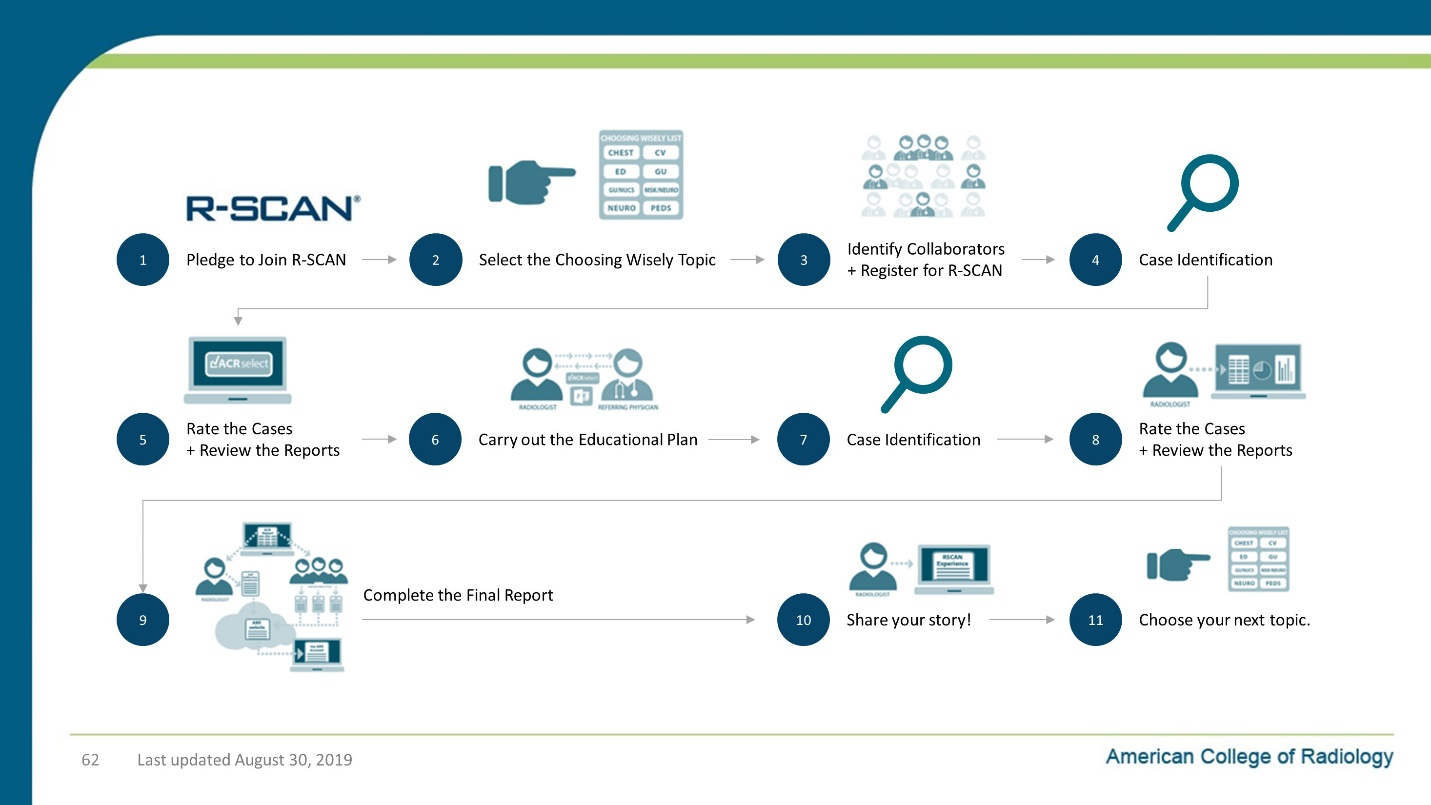 CHOOSING WISELY LIST
CHEST CV
ED GU
GI/NUCS MSK/NEURO
NEURO PEDS
R-SCAN®
1 Pledge to Join R-SCAN
2 Select the Choosing Wisely Topic
3 Identify Collaborators
+ Register for R-SCAN
4 Case Identification
ACRselect
RADIOLOGIST
ACRselect
REFERRING PHYSICIAN
RADIOLOGIST
5 Rate the Cases
+ Review the Reports
6 Carry out the Educational Plan
7 Case Identification
8 Rate the Cases
+ Review the Reports
RADIOLOGIST
RSCAN
Experience
RADIOLOGIST
CHOOSING WISELY LIST
CHEST CV
ED GU
GI/NUCS MSK/NEURO
NEURO PEDS
9 Complete the Final Report
10 Share your story!
11 Choose your next topic.
62 Last updated August 30, 2019
American College of Radiology